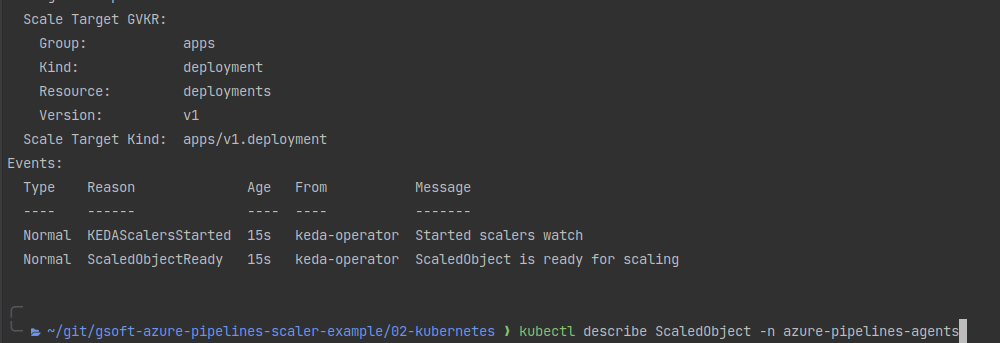 Scale Target GVKR:
Group: apps
Kind: deployment
Resource: deployments
Version: v1
Scale Target Kind: apps/v1.deployment
Events:
Type Reason Age From Message
---- ------ ---- ---- -------
Normal KEDAScalersStarted 15s keda-operator Started scalers watch
Normal ScaledObjectReady 15s keda-operator ScaledObject is ready for scaling
~/git/gsoft-azure-pipelines-scaler-example/02-kubernetes ❯ kubectl describe ScaledObject -n azure-pipelines-agents